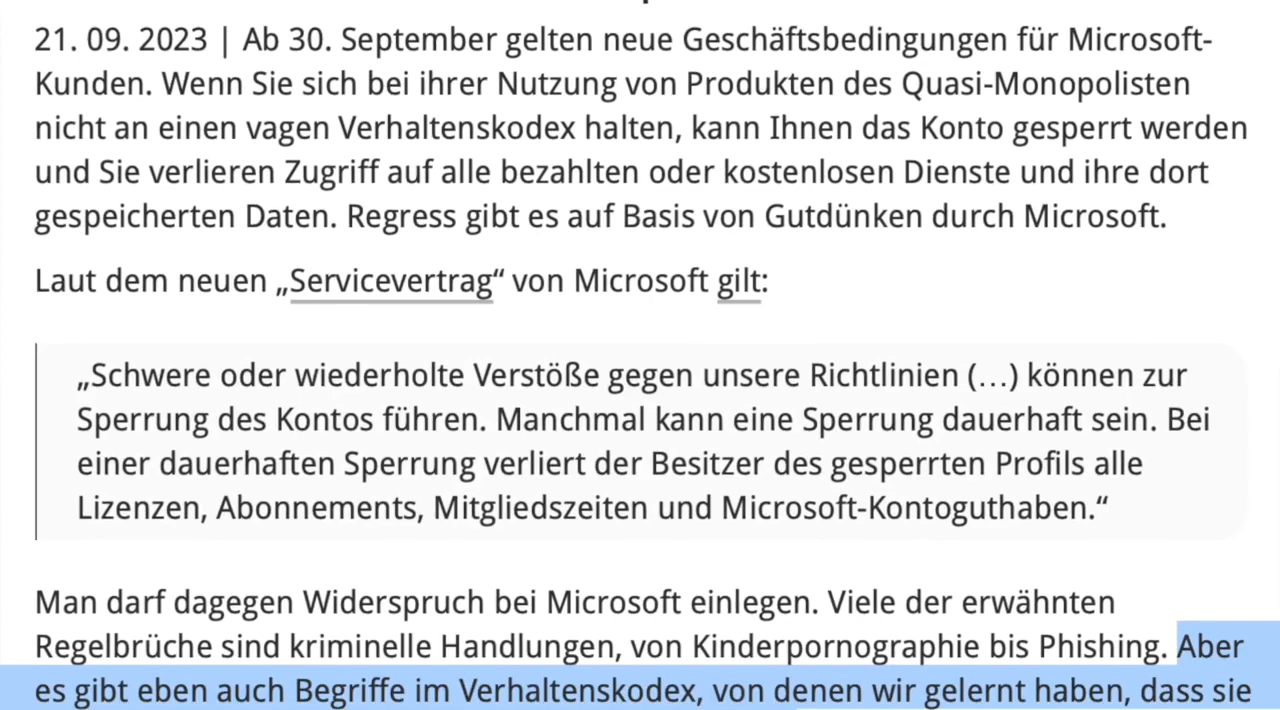 21. 09. 2023 | Ab 30. September gelten neue Geschäftsbedingungen für Microsoft-
Kunden. Wenn Sie sich bei ihrer Nutzung von Produkten des Quasi-Monopolisten
nicht an einen vagen Verhaltenskodex halten, kann Ihnen das Konto gesperrt werden
und Sie verlieren Zugriff auf alle bezahlten oder kostenlosen Dienste und ihre dort
gespeicherten Daten. Regress gibt es auf Basis von Gutdünken durch Microsoft.
Laut dem neuen „Servicevertrag“ von Microsoft gilt:
„Schwere oder wiederholte Verstöße gegen unsere Richtlinien (…) können zur
Sperrung des Kontos führen. Manchmal kann eine Sperrung dauerhaft sein. Bei
einer dauerhaften Sperrung verliert der Besitzer des gesperrten Profils alle
Lizenzen, Abonnements, Mitgliedszeiten und Microsoft-Kontoguthaben.“
Man darf dagegen Widerspruch bei Microsoft einlegen. Viele der erwähnten
Regelbrüche sind kriminelle Handlungen, von Kinderpornographie bis Phishing. Aber
es gibt eben auch Begriffe im Verhaltenskodex, von denen wir gelernt haben, dass sie